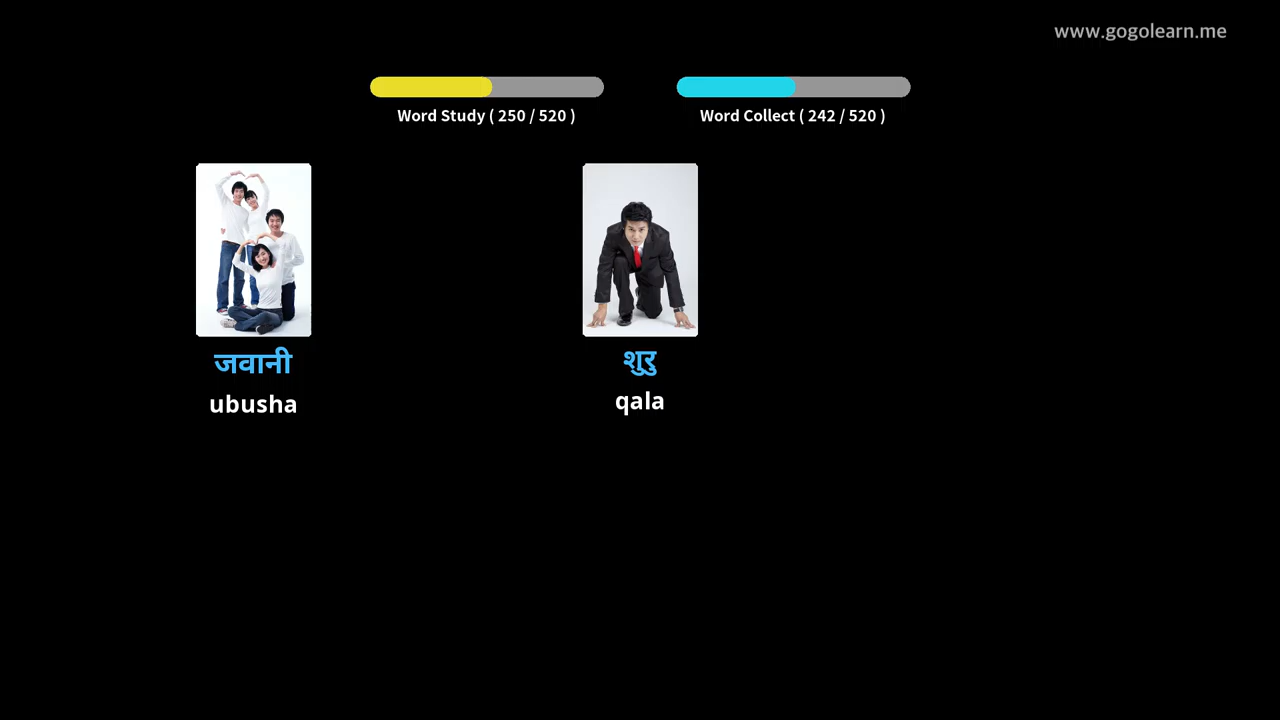 www.gogolearn.me
Word Study ( 250 / 520 )
Word Collect ( 242 / 520 )
जवानी
ubusha
शुरु
qala